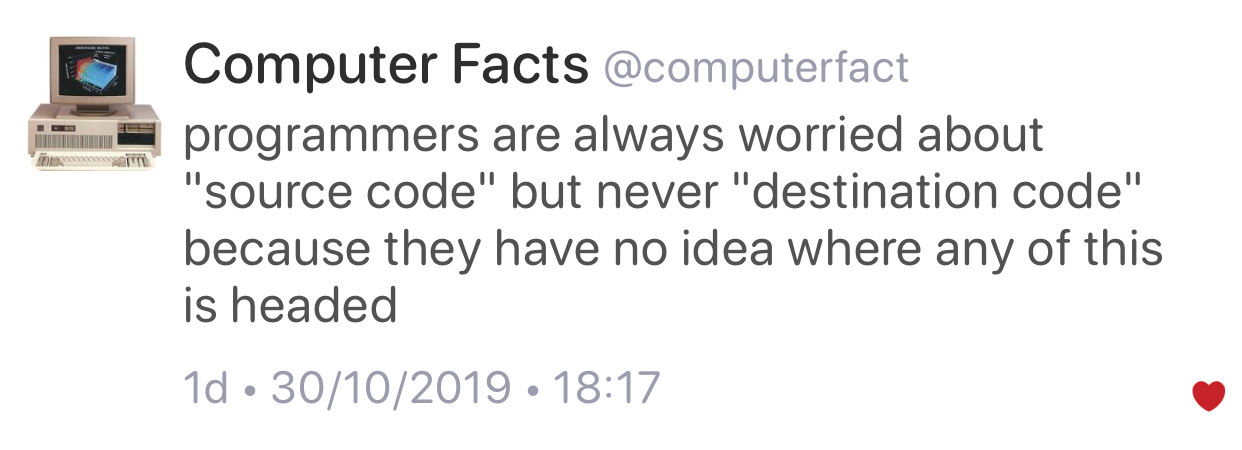 Computer Facts @computerfact
programmers are always worried about
"source code" but never "destination code"
because they have no idea where any of this
is headed
1d • 30/10/2019 • 18:17